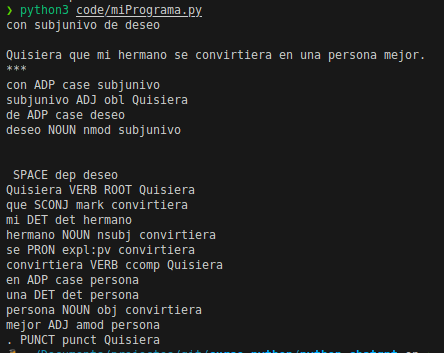 ❯ python3 code/miPrograma.py
con subjunivo de deseo

Quisiera que mi hermano se convirtiera en una persona mejor.
***
con ADP case subjunivo
subjunivo ADJ obl Quisiera
de ADP case deseo
deseo NOUN nmod subjunivo


 SPACE dep deseo
Quisiera VERB ROOT Quisiera
que SCONJ mark convirtiera
mi DET det hermano
hermano NOUN nsubj convirtiera
se PRON expl:pv convirtiera
convirtiera VERB ccomp Quisiera
en ADP case persona
una DET det persona
persona NOUN obj convirtiera
mejor ADJ amod persona
. PUNCT punct Quisiera